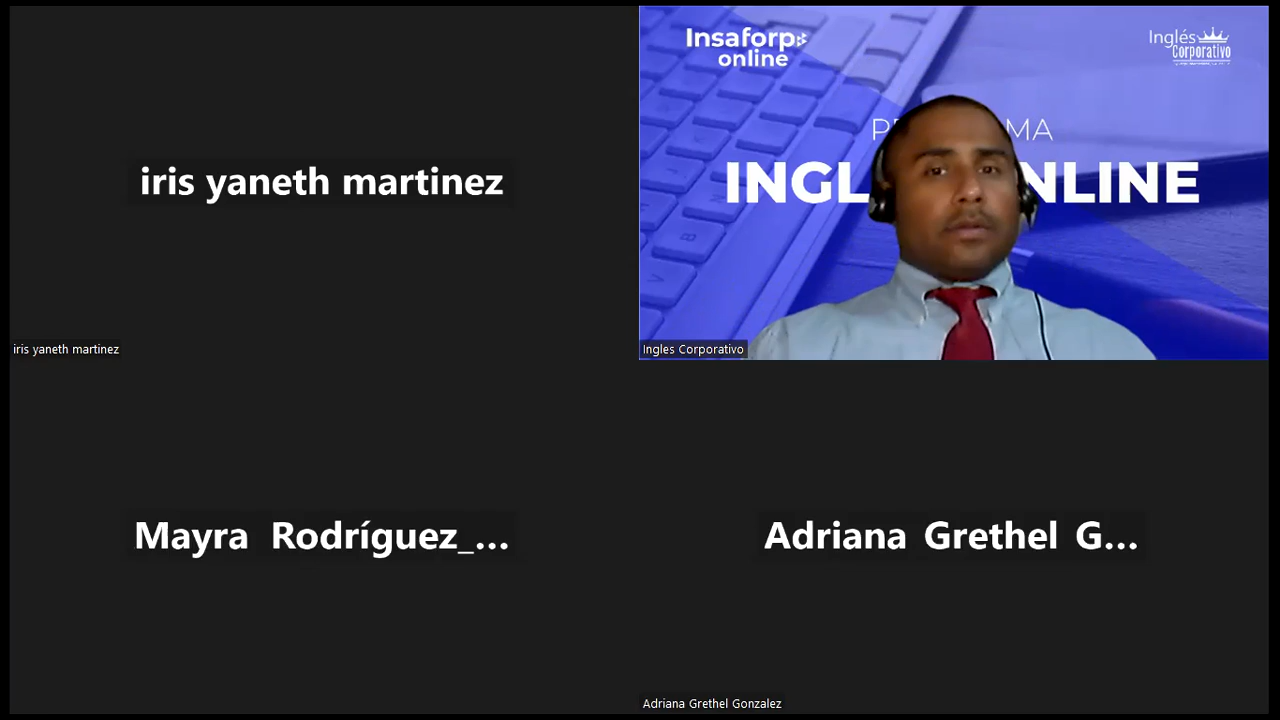 iris yaneth martinez
iris yaneth martinez
Insaforp
online
Inglés
Corporativo
INGL NLINE
Ingles Corporativo
Mayra Rodríguez_...
Adriana Grethel G...
Adriana Grethel Gonzalez